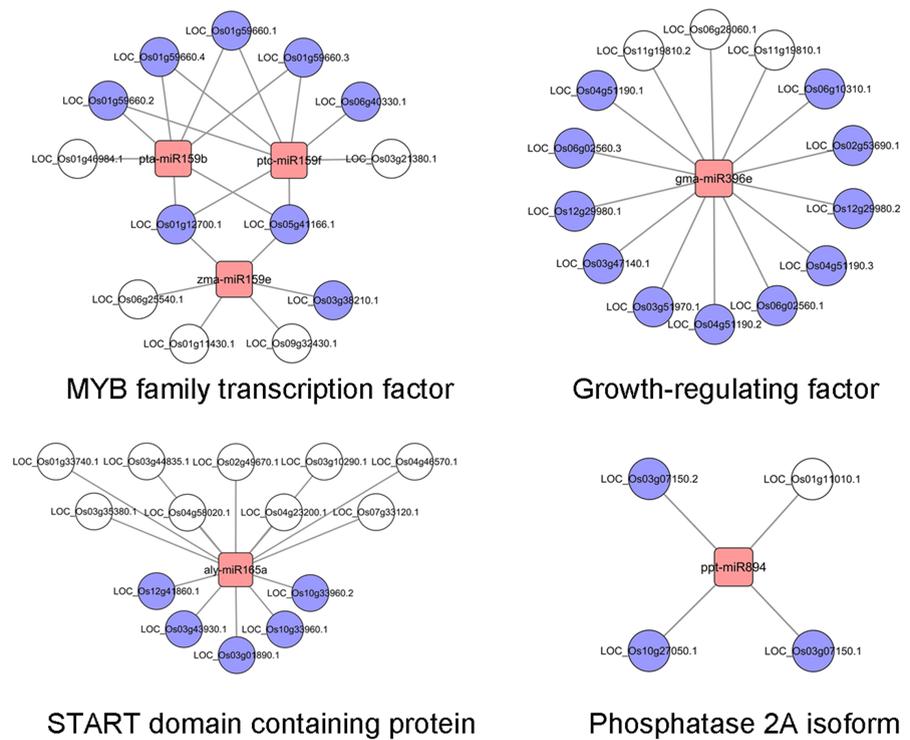 LOC_Os01g59660.1
LOC_Os01g59660.4
LOC_Os01g59660.3
LOC_Os01g59660.2
LOC_Os06g40330.1
LOC_Os01g46984.1
pta-miR159b
ptc-miR159f
LOC_Os03g21380.1
LOC_Os01g12700.1
LOC_Os05g41166.1
zma-miR159e
LOC_Os06g25540.1
LOC_Os03g38210.1
LOC_Os01g11430.1
LOC_Os09g32430.1
MYB family transcription factor
LOC_Os06g28060.1
LOC_Os11g19810.2
LOC_Os11g19810.1
LOC_Os04g51190.1
LOC_Os06g10310.1
LOC_Os06g02560.3
LOC_Os02g53690.1
gma-miR396e
LOC_Os12g29980.1
LOC_Os12g29980.2
LOC_Os03g47140.1
LOC_Os04g51190.3
LOC_Os03g51970.1
LOC_Os06g02560.1
LOC_Os04g51190.2
Growth-regulating factor
LOC_Os01g33740.1
LOC_Os03g44835.1
LOC_Os02g49670.1
LOC_Os03g10290.1
LOC_Os04g46570.1
LOC_Os03g35380.1
LOC_Os04g58020.1
LOC_Os04g23200.1
LOC_Os07g33120.1
aly-miR165a
LOC_Os12g41860.1
LOC_Os10g33960.2
LOC_Os03g43930.1
LOC_Os10g33960.1
LOC_Os03g01890.1
START domain containing protein
LOC_Os03g07150.2
LOC_Os01g11010.1
ppt-miR894
LOC_Os10g27050.1
LOC_Os03g07150.1
Phosphatase 2A isoform